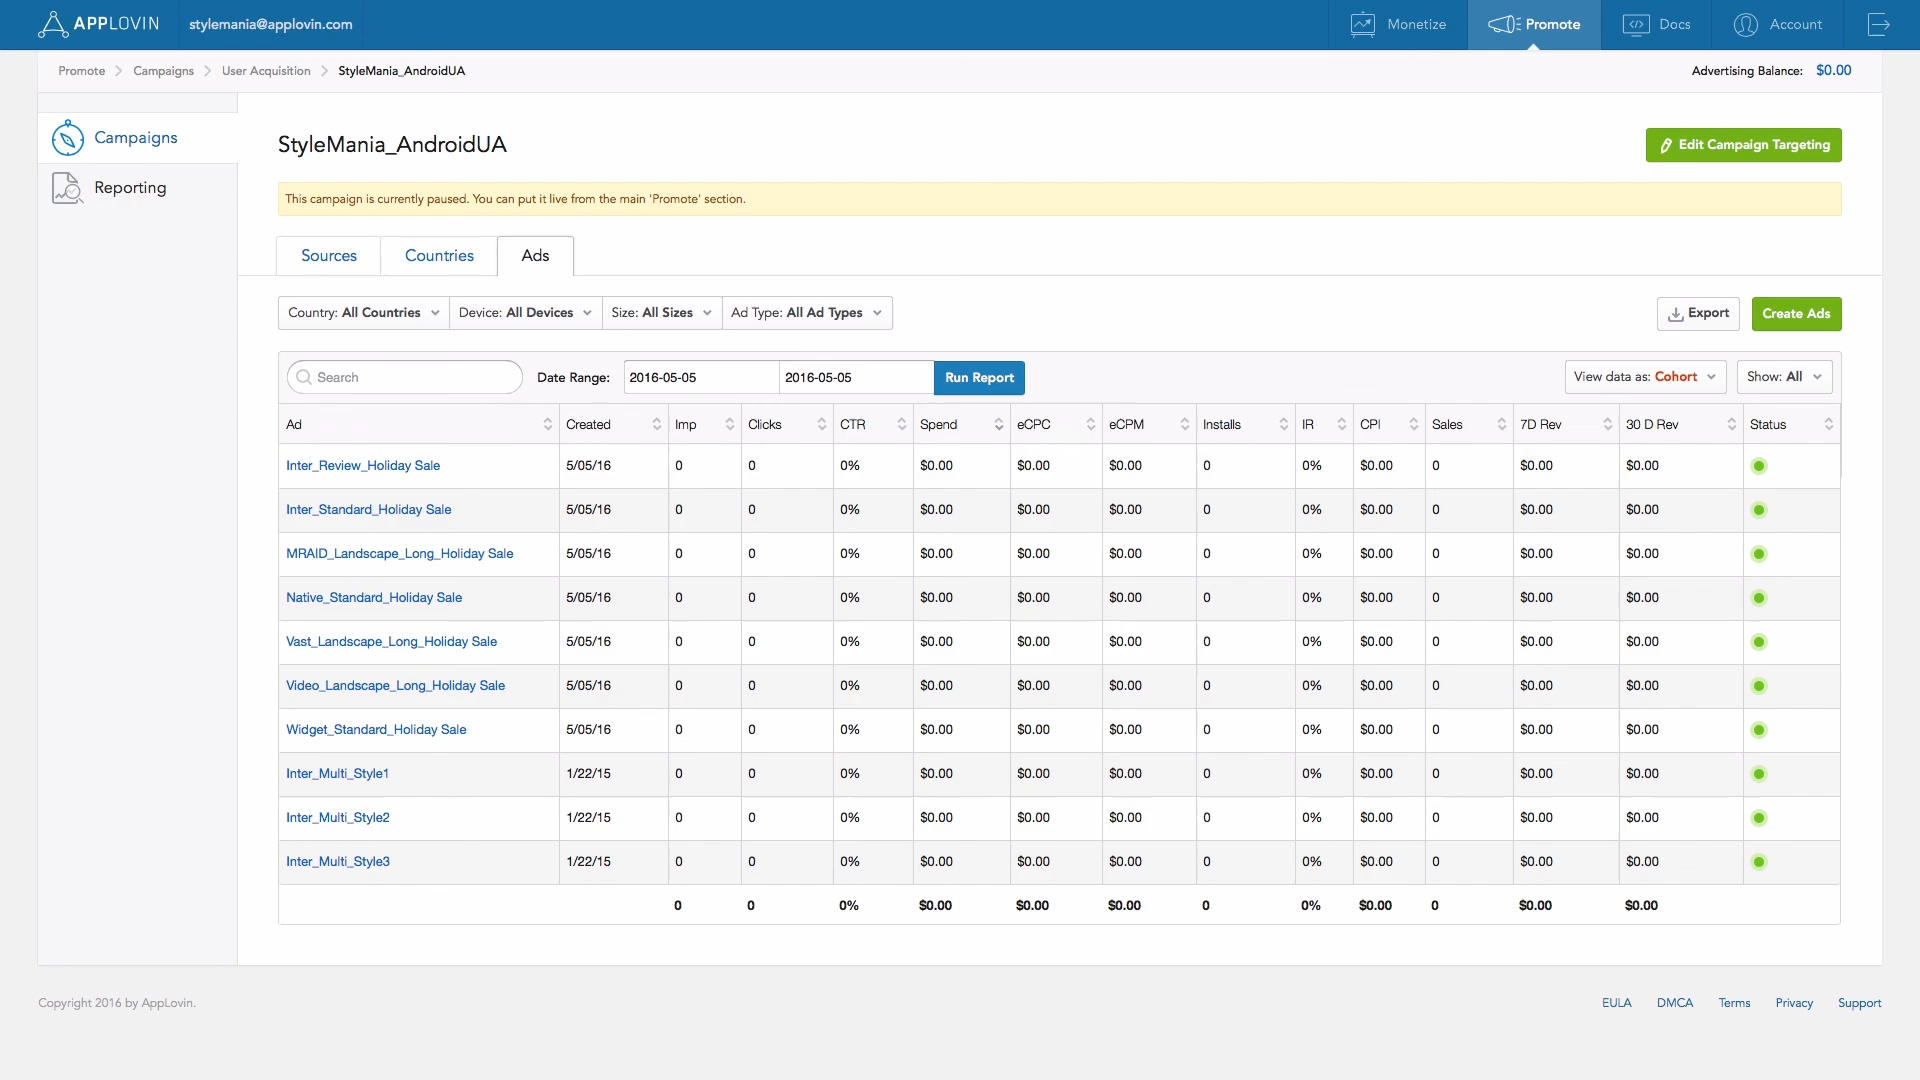 APPLOVIN stylemania@applovin.com Monetize Promote Docs Account
Promote Campaigns User Acquisition StyleMania_AndroidUA Advertising Balance: $0.00
Campaigns
Reporting
StyleMania_AndroidUA Edit Campaign Targeting
This campaign is currently paused. You can put it live from the main 'Promote' section.
Sources Countries Ads
Country: All Countries Device: All Devices Size: All Sizes Ad Type: All Ad Types Export Create Ads
Search Date Range: 2016-05-05 2016-05-05 Run Report View data as: Cohort Show: All
Ad Created Imp Clicks CTR Spend eCPC eCPM Installs IR CPI Sales 7D Rev 30 D Rev Status
Inter_Review_Holiday Sale 5/05/16 0 0 0% $0.00 $0.00 $0.00 0 0% $0.00 0 $0.00 $0.00
Inter_Standard_Holiday Sale 5/05/16 0 0 0% $0.00 $0.00 $0.00 0 0% $0.00 0 $0.00 $0.00
MRAID_Landscape_Long_Holiday Sale 5/05/16 0 0 0% $0.00 $0.00 $0.00 0 0% $0.00 0 $0.00 $0.00
Native_Standard_Holiday Sale 5/05/16 0 0 0% $0.00 $0.00 $0.00 0 0% $0.00 0 $0.00 $0.00
Vast_Landscape_Long_Holiday Sale 5/05/16 0 0 0% $0.00 $0.00 $0.00 0 0% $0.00 0 $0.00 $0.00
Video_Landscape_Long_Holiday Sale 5/05/16 0 0 0% $0.00 $0.00 $0.00 0 0% $0.00 0 $0.00 $0.00
Widget_Standard_Holiday Sale 5/05/16 0 0 0% $0.00 $0.00 $0.00 0 0% $0.00 0 $0.00 $0.00
Inter_Multi_Style1 1/22/15 0 0 0% $0.00 $0.00 $0.00 0 0% $0.00 0 $0.00 $0.00
Inter_Multi_Style2 1/22/15 0 0 0% $0.00 $0.00 $0.00 0 0% $0.00 0 $0.00 $0.00
Inter_Multi_Style3 1/22/15 0 0 0% $0.00 $0.00 $0.00 0 0% $0.00 0 $0.00 $0.00
0 0 0% $0.00 $0.00 $0.00 0 0% $0.00 0 $0.00 $0.00
Copyright 2016 by AppLovin. EULA DMCA Terms Privacy Support